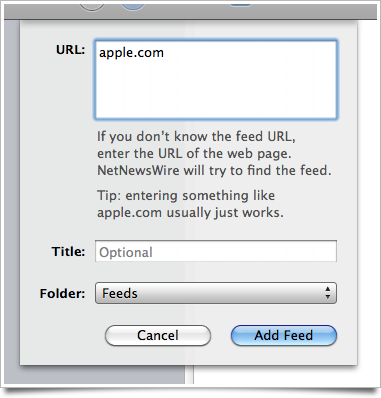 URL: apple.com
If you don’t know the feed URL,
enter the URL of the web page.
NetNewsWire will try to find the feed.
Tip: entering something like
apple.com usually just works.
Title: Optional
Folder: Feeds
Cancel Add Feed